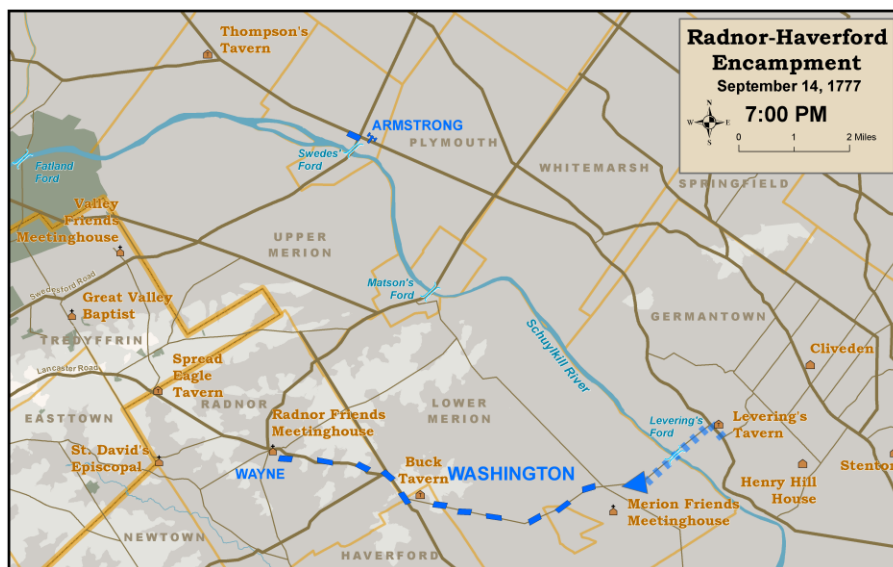 Radnor-Haverford
Encampment
September 14, 1777
7:00 PM
N
W
E
S
0
1
2 Miles
Thompson's
Tavern
ARMSTRONG
PLYMOUTH
Swedes'
Ford
Fatland
Ford
WHITEMARSH
SPRINGFIELD
Valley
Friends
Meetinghouse
UPPER
MERION
Swedesford Road
Matson's
Ford
Great Valley
Baptist
TREDYFFRIN
GERMANTOWN
Schuylkill River
Cliveden
Lancaster Road
Spread
Eagle
Tavern
EASTTOWN
RADNOR
Radnor Friends
Meetinghouse
LOWER
MERION
Levering's
Ford
Levering's
Tavern
St. David's
Episcopal
WAYNE
Buck
Tavern
WASHINGTON
Henry Hill
House
Stenton
Merion Friends
Meetinghouse
NEWTOWN
HAVERFORD